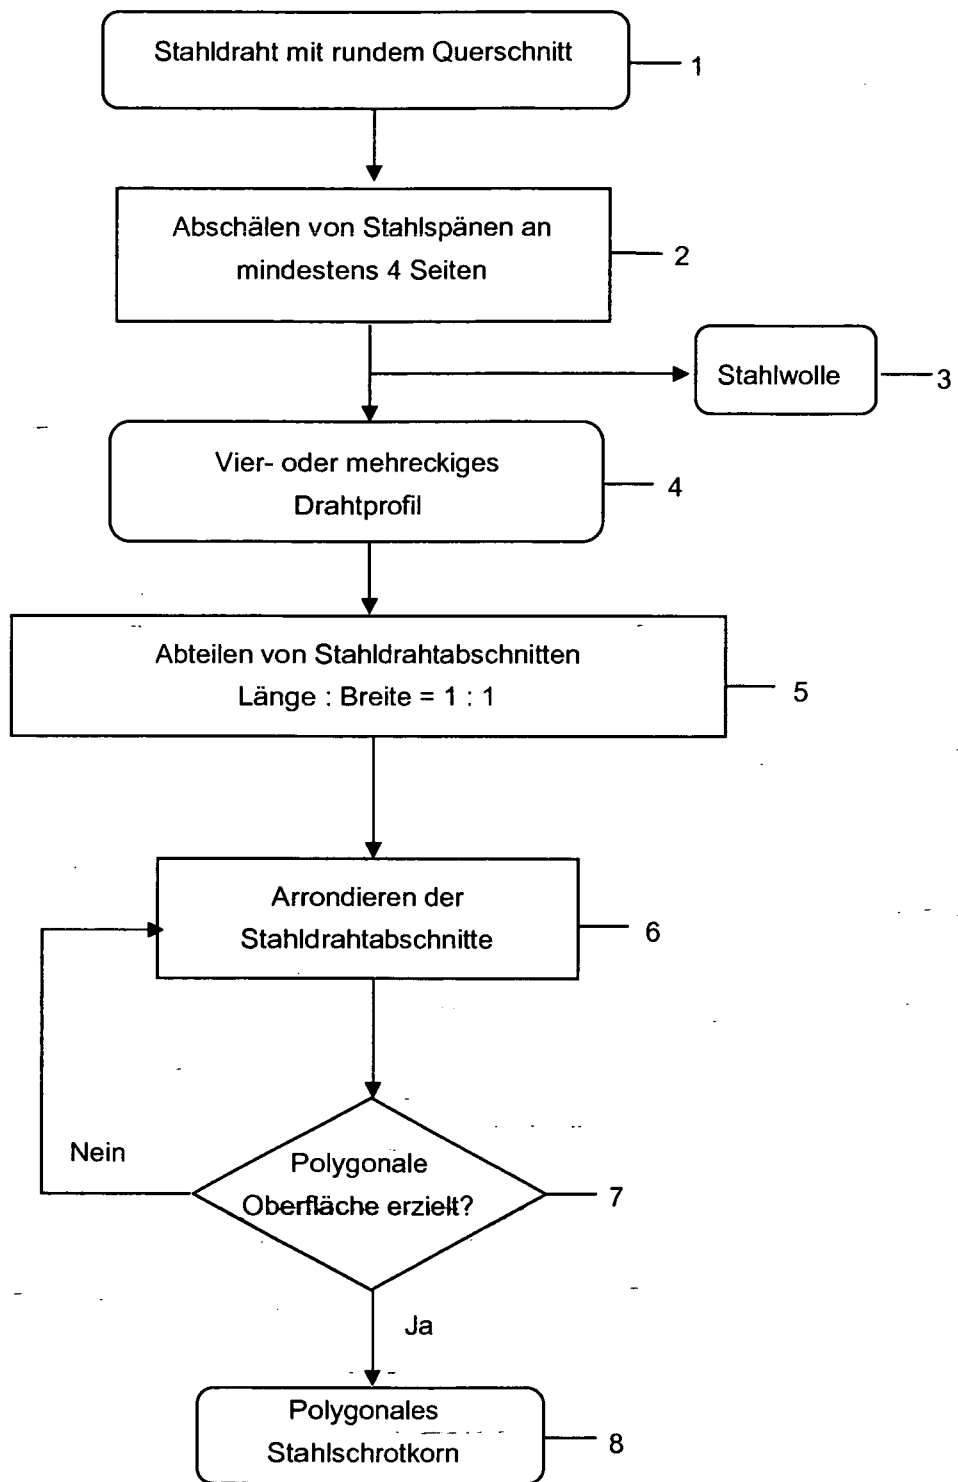 Stahldraht mit rundem Querschnitt
1
Abschälen von Stahlspänen an
mindestens 4 Seiten
2
Stahlwolle
3
Vier- oder mehreckiges
Drahtprofil
4
Abteilen von Stahldrahtabschnitten
Länge : Breite = 1 : 1
5
Arrondieren der
Stahldrahtabschnitte
6
Nein
Polygonale
Oberfläche erzielt?
7
Ja
Polygonales
Stahlschrotkorn
8